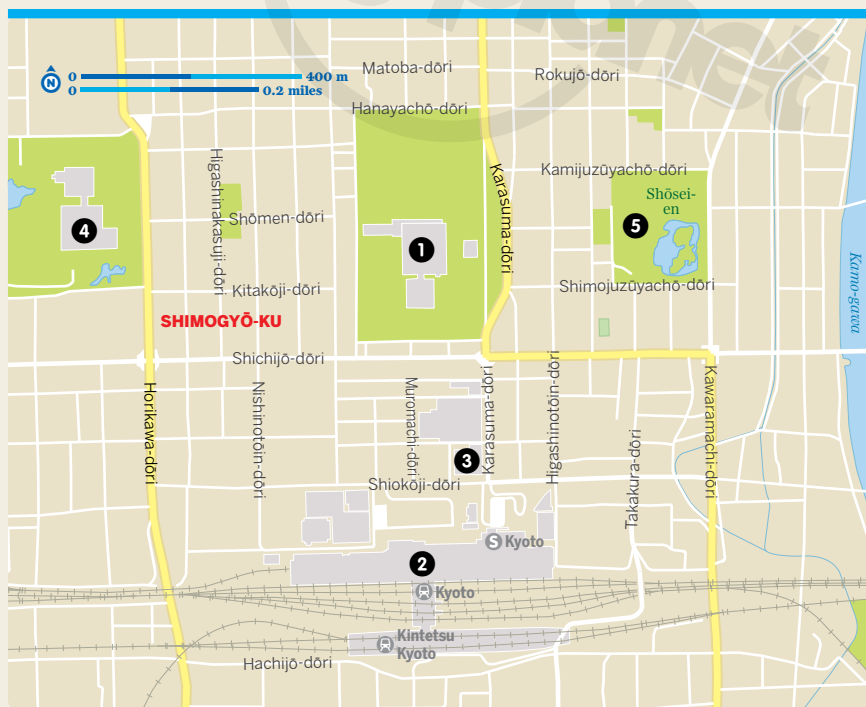 planet
N
0
400 m
0
0.2 miles
Matoba-dōri
Rokujō-dōri
Hanayachō-dōri
Higashinakasuji-dōri
Karasuma-dōri
Kamijuzūyachō-dōri
Shōsei-
en
4
Shōmen-dōri
1
5
Kitakōji-dōri
Shimojuzūyachō-dōri
Kamo-gawa
SHIMOGYŌ-KU
Shichijō-dōri
Horikawa-dōri
Nishinotōin-dōri
Muromachi-dōri
Karasuma-dōri
Higashinotōin-dōri
Takakura-dōri
Kawaramachi-dōri
3
Shiokōji-dōri
S Kyoto
2
Kyoto
Kintetsu
Kyoto
Hachijō-dōri